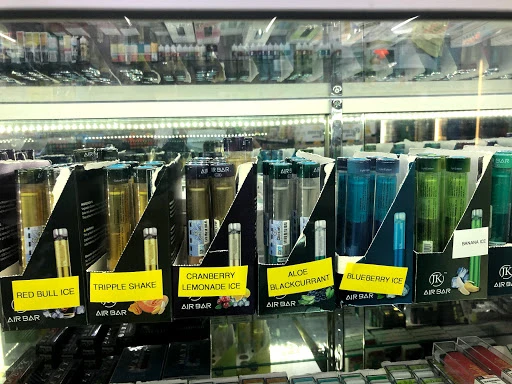 RED BULL ICE
TRIPPLE SHAKE
CRANBERRY
LEMONADE ICE
ALOE
BLACKCURRANT
BLUEBERRY ICE
BANANA ICE
JK
AIR BAR
AIR BAR
AIR BAR
AIR BAR
AIR BAR
AIR BAR